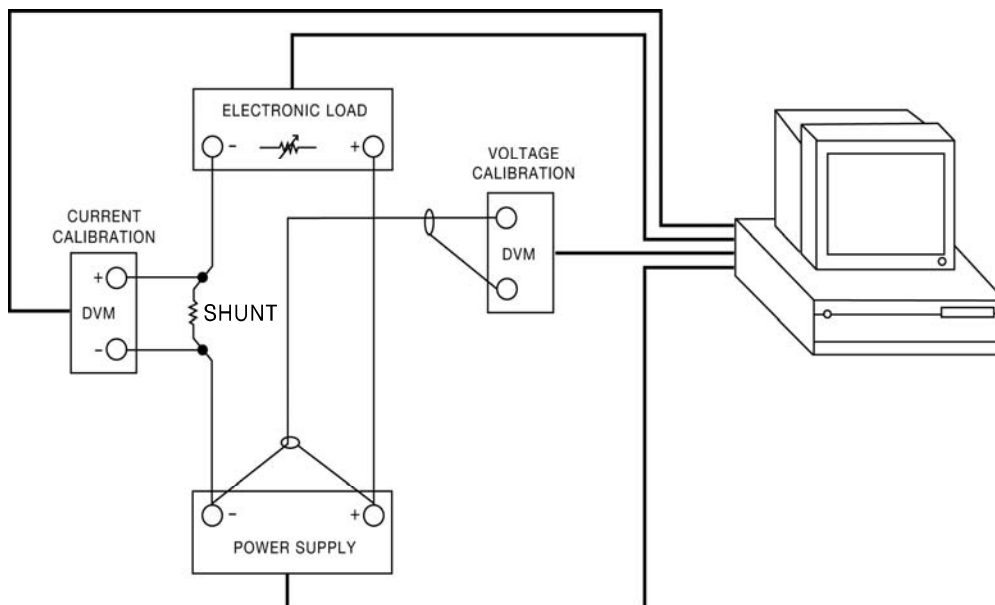 ELECTRONIC LOAD
- +
VOLTAGE
CALIBRATION
DVM
CURRENT
CALIBRATION
+
DVM
-
SHUNT
- +
POWER SUPPLY